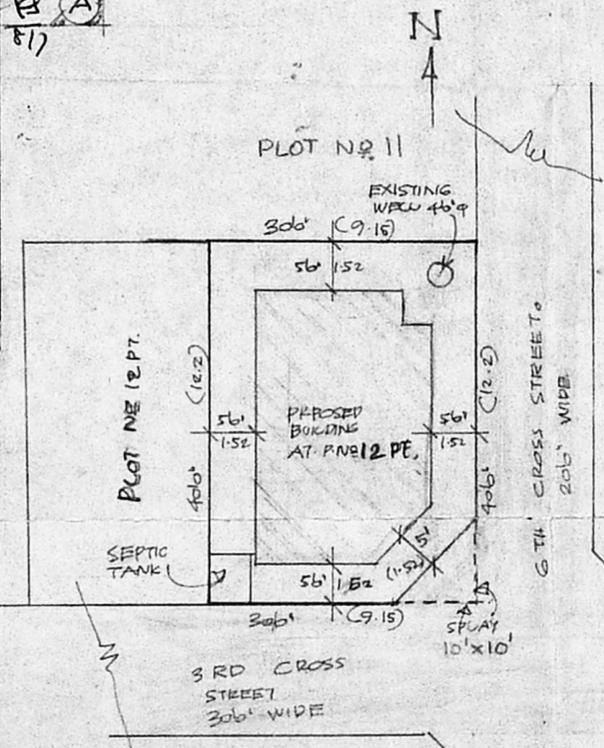 817
A
N
PLOT Nº 11
EXISTING
WELL 4'6"φ
30'0" (9.15)
5'0" 1.52
PLOT Nº 12 PT.
(12.2)
40'0"
5'0"
1.52
PROPOSED
BUILDING
AT P.Nº 12 PT.
5'0"
1.52
(12.2)
40'0"
6TH CROSS STREET.
20'0" WIDE
5'
(1.52)
SEPTIC
TANK
5'0" 1.52
30'0" (9.15)
SPLAY
10'x10'
3RD CROSS
STREET
30'0" WIDE